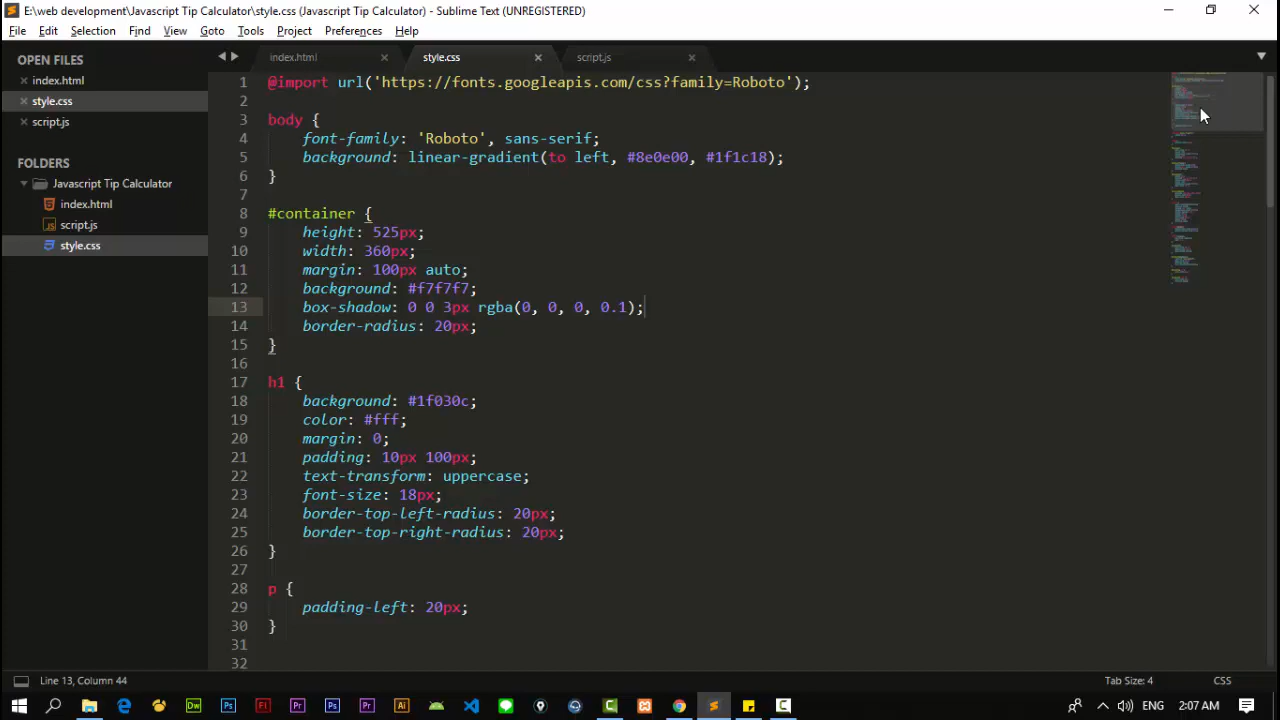 E:\web development\Javascript Tip Calculator\style.css (Javascript Tip Calculator) - Sublime Text (UNREGISTERED)
File Edit Selection Find View Goto Tools Project Preferences Help
OPEN FILES
index.html
style.css
script.js
FOLDERS
Javascript Tip Calculator
index.html
script.js
style.css
index.html style.css script.js
1 @import url('https://fonts.googleapis.com/css?family=Roboto');
2
3 body {
4 font-family: 'Roboto', sans-serif;
5 background: linear-gradient(to left, #8e0e00, #1f1c18);
6 }
7
8 #container {
9 height: 525px;
10 width: 360px;
11 margin: 100px auto;
12 background: #f7f7f7;
13 box-shadow: 0 0 3px rgba(0, 0, 0, 0.1);
14 border-radius: 20px;
15 }
16
17 h1 {
18 background: #1f030c;
19 color: #fff;
20 margin: 0;
21 padding: 10px 100px;
22 text-transform: uppercase;
23 font-size: 18px;
24 border-top-left-radius: 20px;
25 border-top-right-radius: 20px;
26 }
27
28 p {
29 padding-left: 20px;
30 }
31
32
Line 13, Column 44 Tab Size: 4 CSS
Dw Ps Fl Pr Ps Pr Ai ENG 2:07 AM